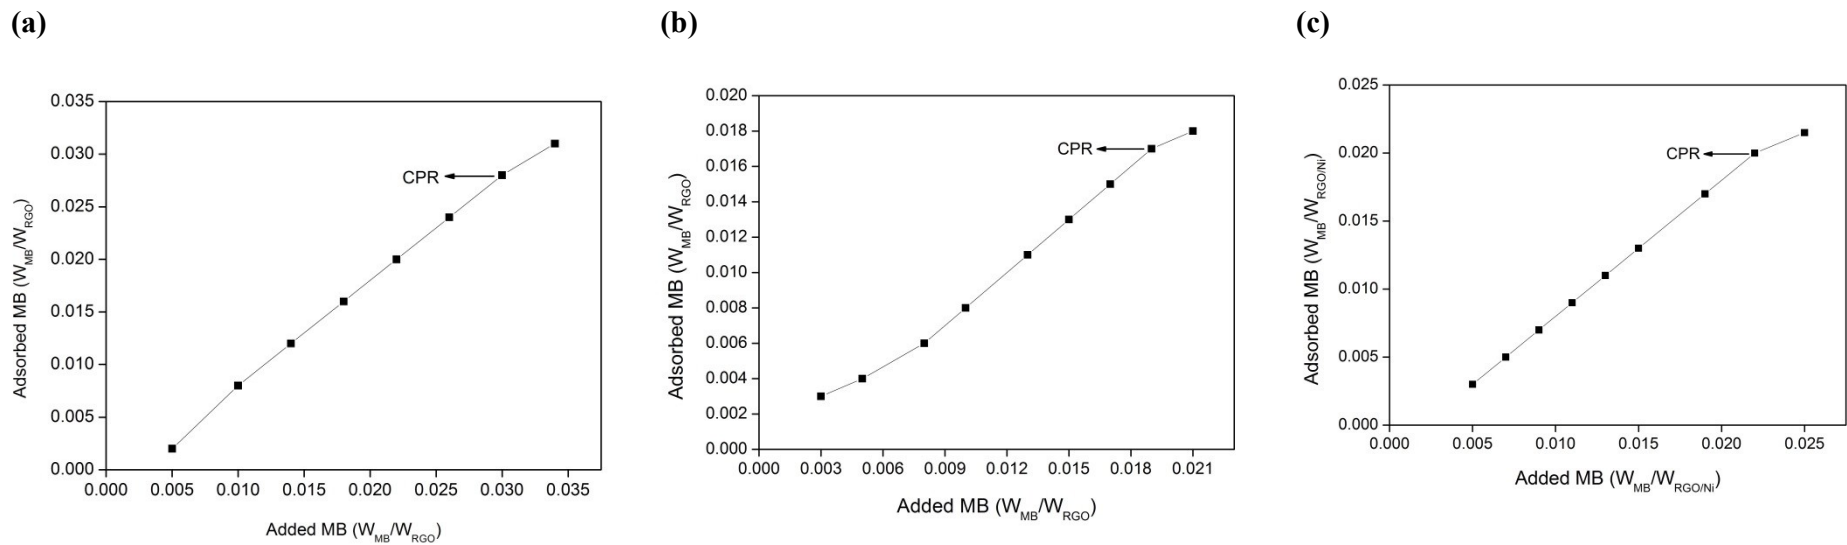 (a)
0.035
0.030
0.025
0.020
0.015
0.010
0.005
0.000
Adsorbed MB (W_MB/W_RGO)
CPR
0.000 0.005 0.010 0.015 0.020 0.025 0.030 0.035
Added MB (W_MB/W_RGO)
(b)
0.020
0.018
0.016
0.014
0.012
0.010
0.008
0.006
0.004
0.002
0.000
Adsorbed MB (W_MB/W_RGO)
CPR
0.000 0.003 0.006 0.009 0.012 0.015 0.018 0.021
Added MB (W_MB/W_RGO)
(c)
0.025
0.020
0.015
0.010
0.005
0.000
Adsorbed MB (W_MB/W_RGO/Ni)
CPR
0.000 0.005 0.010 0.015 0.020 0.025
Added MB (W_MB/W_RGO/Ni)